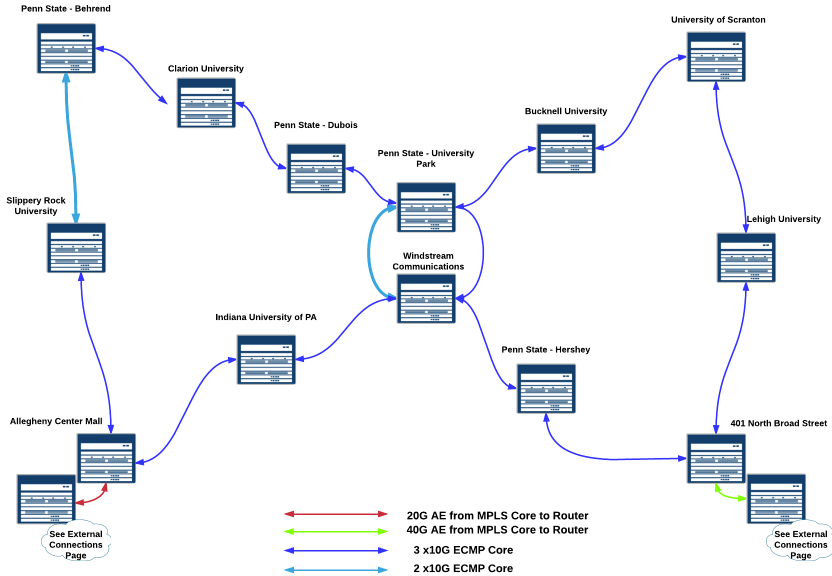 Penn State - Behrend
University of Scranton
Clarion University
Bucknell University
Penn State - Dubois
Penn State - University
Park
Slippery Rock
University
Lehigh University
Windstream
Communications
Indiana University of PA
Penn State - Hershey
Allegheny Center Mall
401 North Broad Street
See External
Connections
Page
See External
Connections
Page
20G AE from MPLS Core to Router
40G AE from MPLS Core to Router
3 x10G ECMP Core
2 x10G ECMP Core